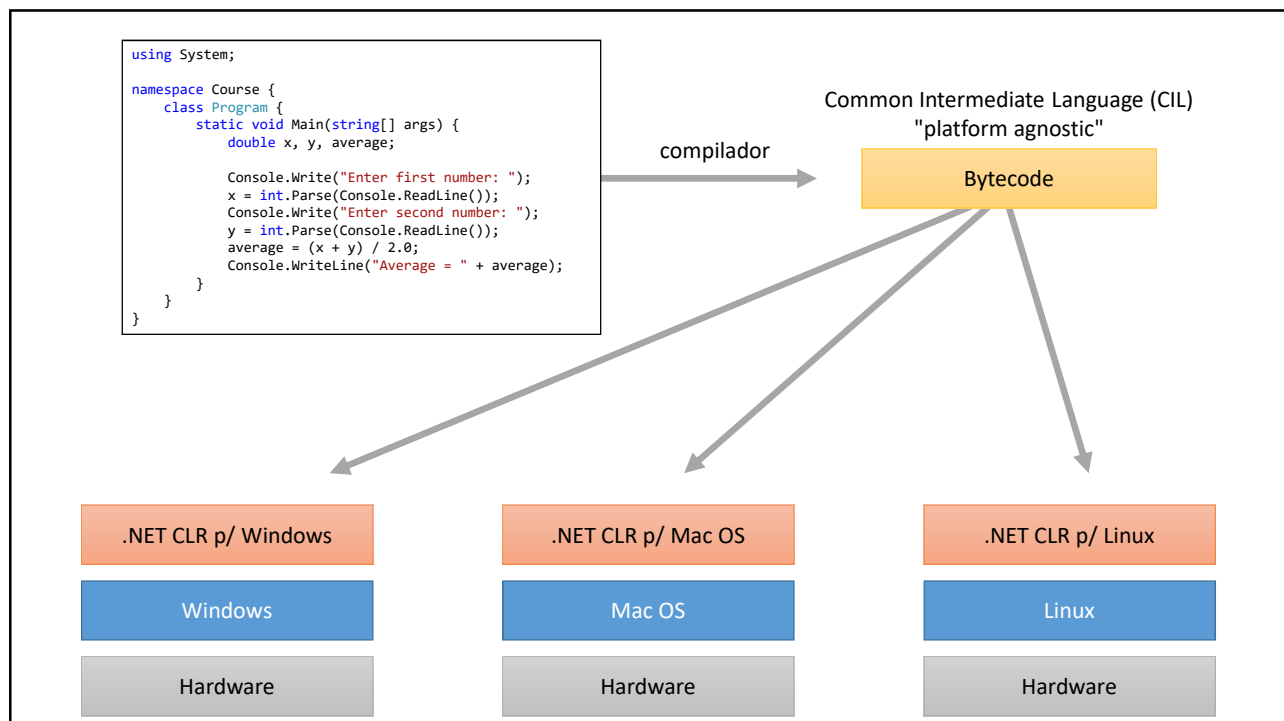 using System;
namespace Course {
class Program {
static void Main(string[] args) {
double x, y, average;
Console.Write("Enter first number: ");
x = int.Parse(Console.ReadLine());
Console.Write("Enter second number: ");
y = int.Parse(Console.ReadLine());
average = (x + y) / 2.0;
Console.WriteLine("Average = " + average);
}
}
}
compilador
Common Intermediate Language (CIL)
"platform agnostic"
Bytecode
.NET CLR p/ Windows
.NET CLR p/ Mac OS
.NET CLR p/ Linux
Windows
Mac OS
Linux
Hardware
Hardware
Hardware